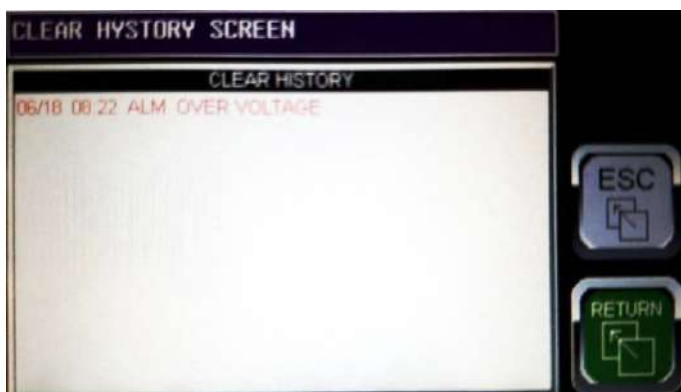 CLEAR HYSTORY SCREEN
CLEAR HISTORY
06/18 08:22 ALM OVER VOLTAGE
ESC
RETURN